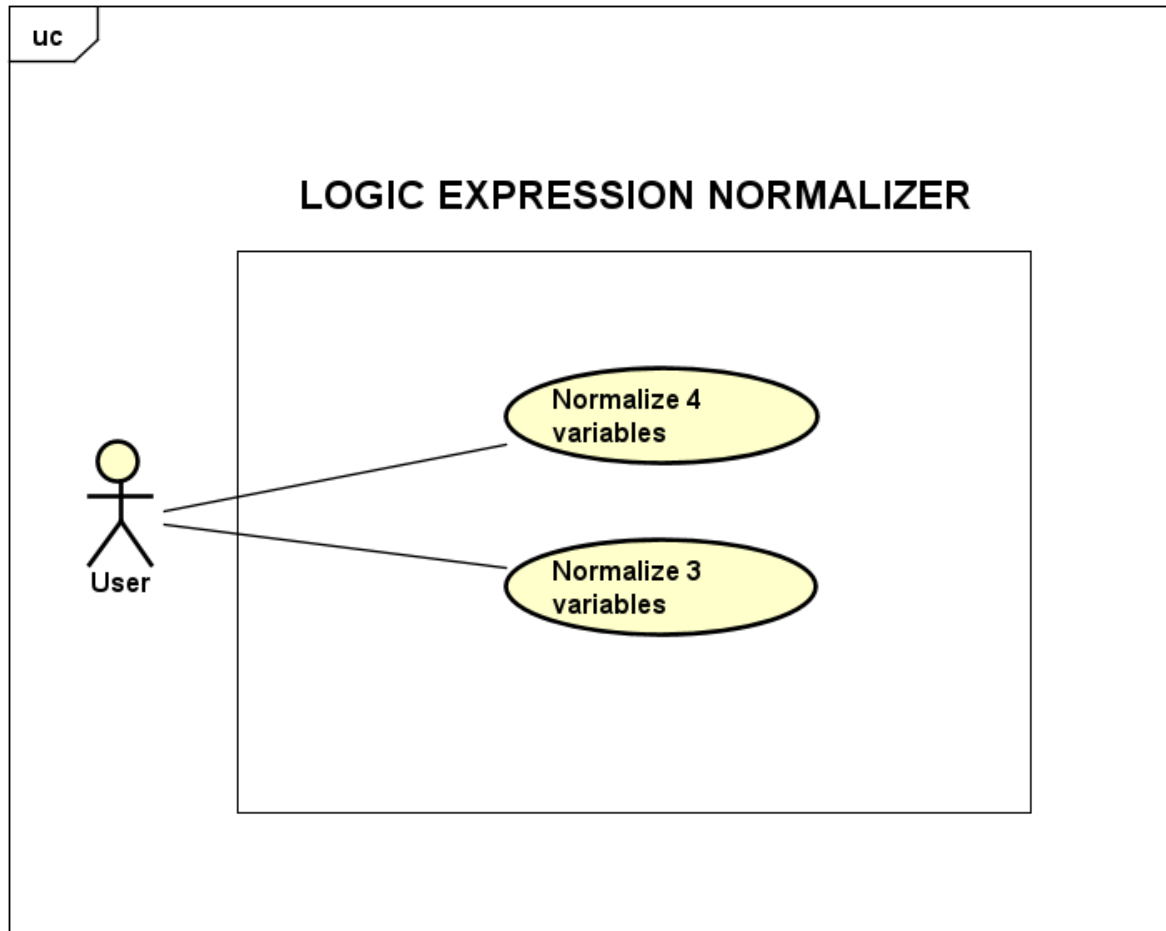 uc
LOGIC EXPRESSION NORMALIZER
Normalize 4
variables
User
Normalize 3
variables